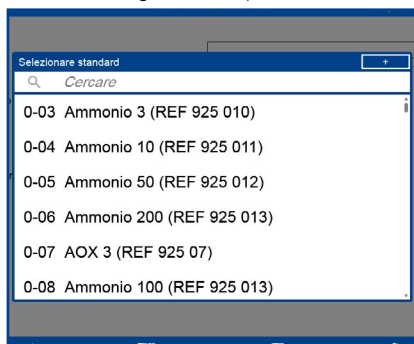 Selezionare standard
+
Cercare
0-03 Ammonio 3 (REF 925 010)
0-04 Ammonio 10 (REF 925 011)
0-05 Ammonio 50 (REF 925 012)
0-06 Ammonio 200 (REF 925 013)
0-07 AOX 3 (REF 925 07)
0-08 Ammonio 100 (REF 925 013)